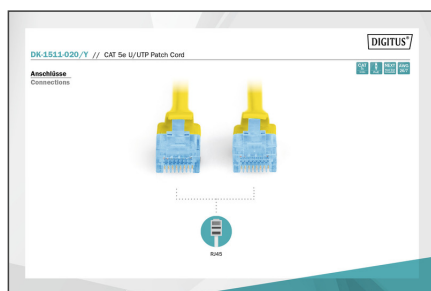 DIGITUS®
DK-1511-020/Y // CAT 5e U/UTP Patch Cord
Anschlüsse
Connections
RJ45